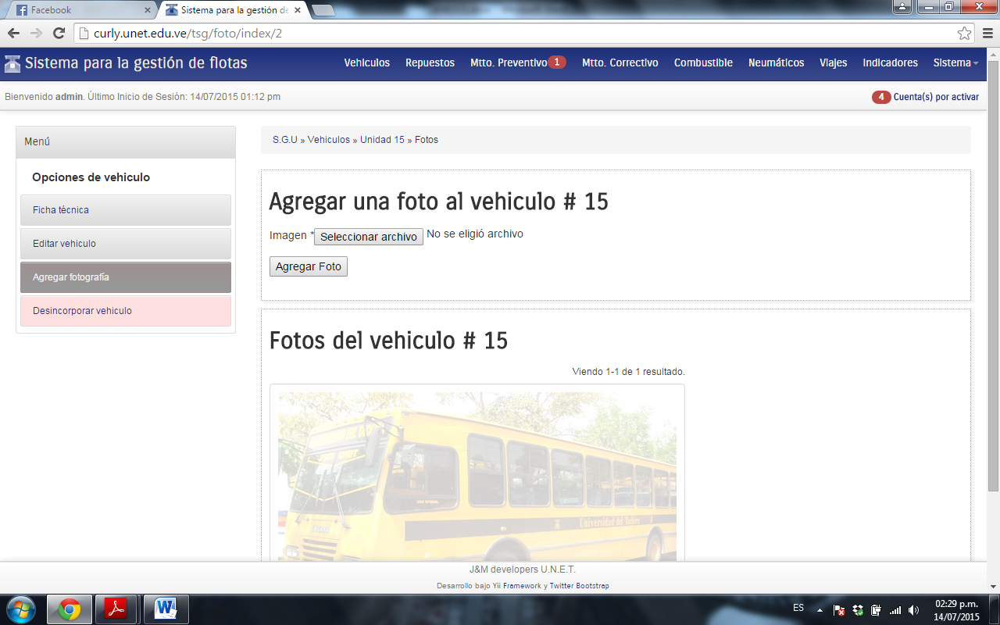 Facebook
Sistema para la gestión de
curly.unet.edu.ve/tsg/foto/index/2
Sistema para la gestión de flotas
Vehiculos Repuestos Mtto. Preventivo 1 Mtto. Correctivo Combustible Neumáticos Viajes Indicadores Sistema
Bienvenido admin. Último Inicio de Sesión: 14/07/2015 01:12 pm
4 Cuenta(s) por activar
Menú
Opciones de vehiculo
Ficha técnica
Editar vehiculo
Agregar fotografía
Desincorporar vehiculo
S.G.U » Vehiculos » Unidad 15 » Fotos
Agregar una foto al vehiculo # 15
Imagen * Seleccionar archivo No se eligió archivo
Agregar Foto
Fotos del vehiculo # 15
Viendo 1-1 de 1 resultado.
Universidad del Tachira
J&M developers U.N.E.T.
Desarrollo bajo Yii Framework y Twitter Bootstrap
ES
02:29 p.m.
14/07/2015